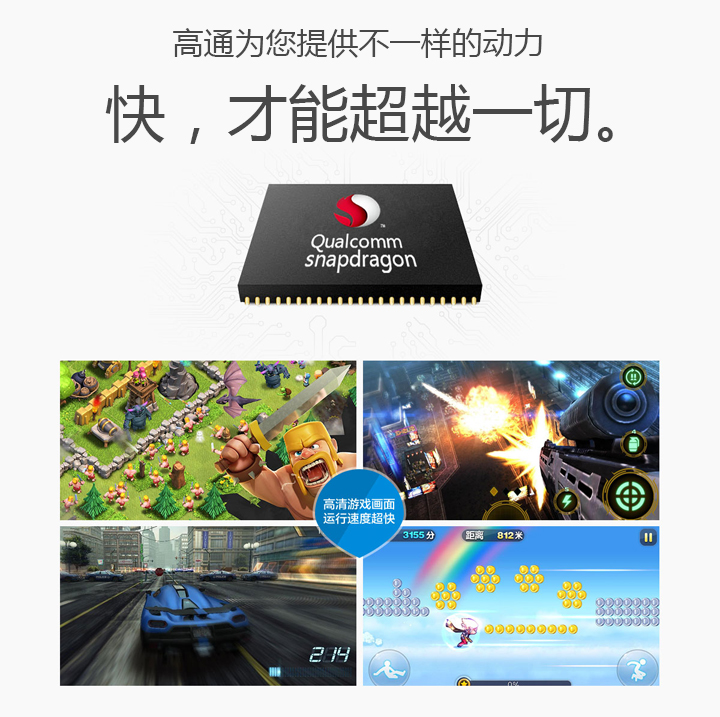 高通为您提供不一样的动力
快，才能超越一切。
TM
Qualcomm
snapdragon
高清游戏画面
运行速度超快
3155分 距离 812米
2:14
0%